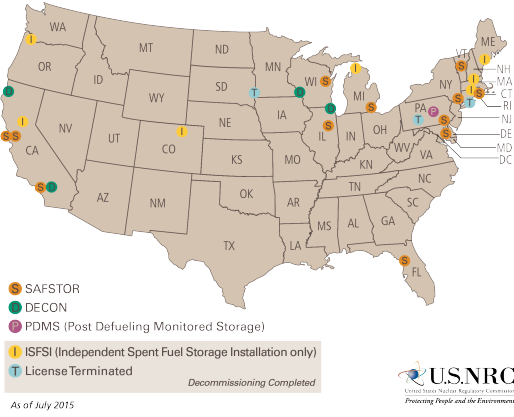 WA
MT
ND
MN
OR
ID
SD
WI
MI
VT
ME
NH
MA
CT
RI
NJ
DE
MD
DC
NY
PA
WY
NE
IA
NV
UT
CO
CA
KS
MO
IL
IN
OH
WV
VA
KN
TN
NC
SC
AZ
NM
OK
AR
TX
LA
MS
AL
GA
FL
I
D
I
S S
S D
I
T
D
S
D
S
I
S
S
I
I
I
S
T
S
P
T
S
S
S
S SAFSTOR
D DECON
P PDMS (Post Defueling Monitored Storage)
I ISFSI (Independent Spent Fuel Storage Installation only)
T License Terminated
Decommissioning Completed
As of July 2015
U.S.NRC
United States Nuclear Regulatory Commission
Protecting People and the Environment